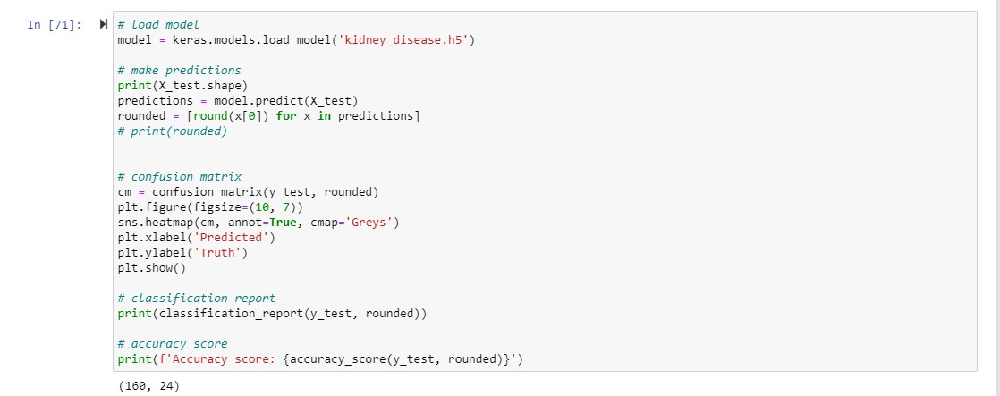 In [71]:
# Load model
model = keras.models.load_model('kidney_disease.h5')
# make predictions
print(X_test.shape)
predictions = model.predict(X_test)
rounded = [round(x[0]) for x in predictions]
# print(rounded)
# confusion matrix
cm = confusion_matrix(y_test, rounded)
plt.figure(figsize=(10, 7))
sns.heatmap(cm, annot=True, cmap='Greys')
plt.xlabel('Predicted')
plt.ylabel('Truth')
plt.show()
# classification report
print(classification_report(y_test, rounded))
# accuracy score
print(f'Accuracy score: {accuracy_score(y_test, rounded)}')
(160, 24)